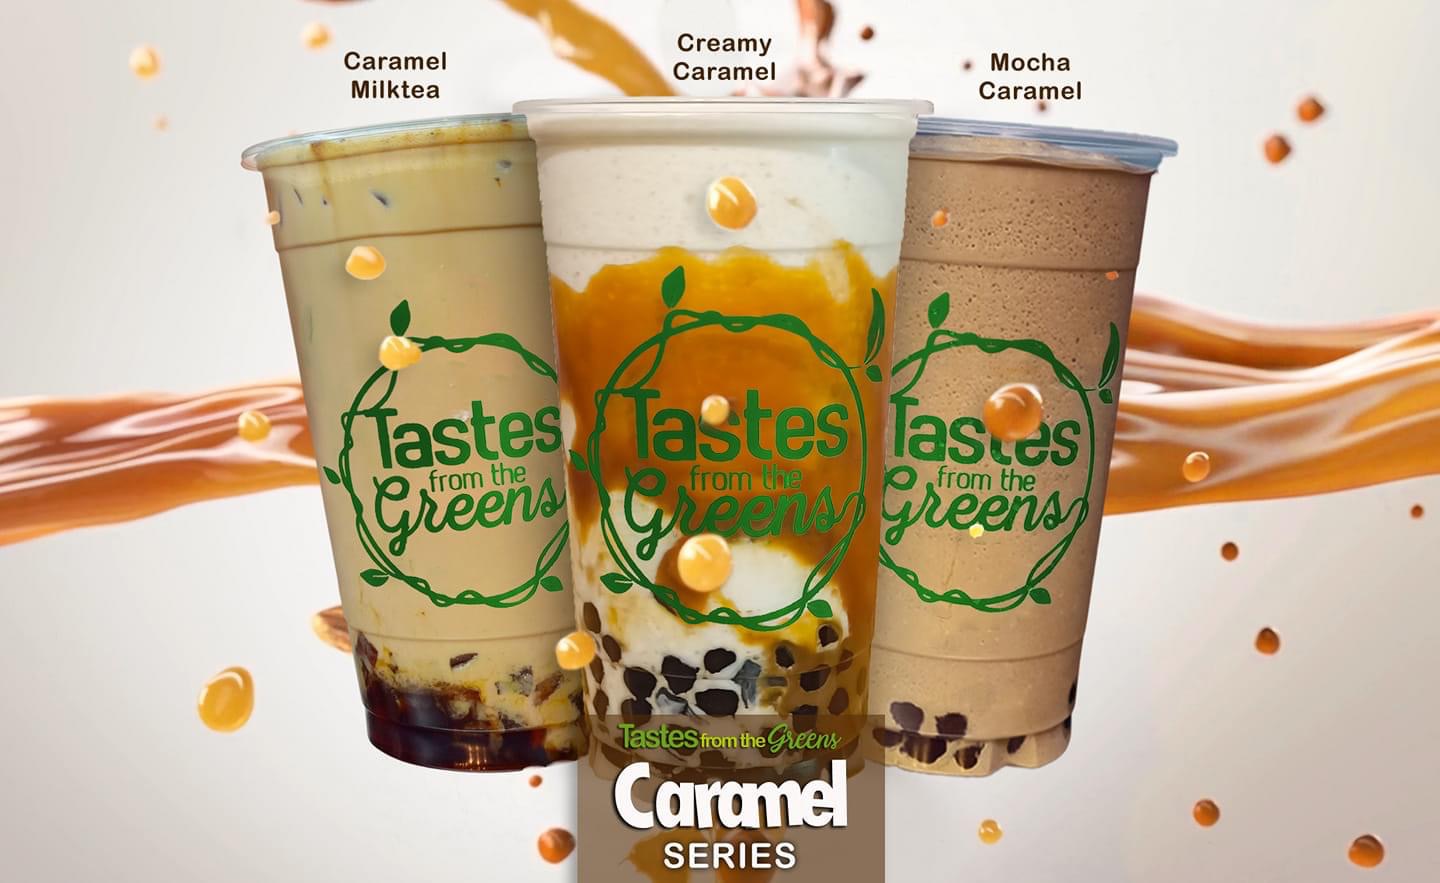 Caramel
Milktea
Creamy
Caramel
Mocha
Caramel
Tastes
from the
Greens
Tastes
from the
Greens
Tastes
from the
Greens
Tastes from the Greens
Caramel
SERIES